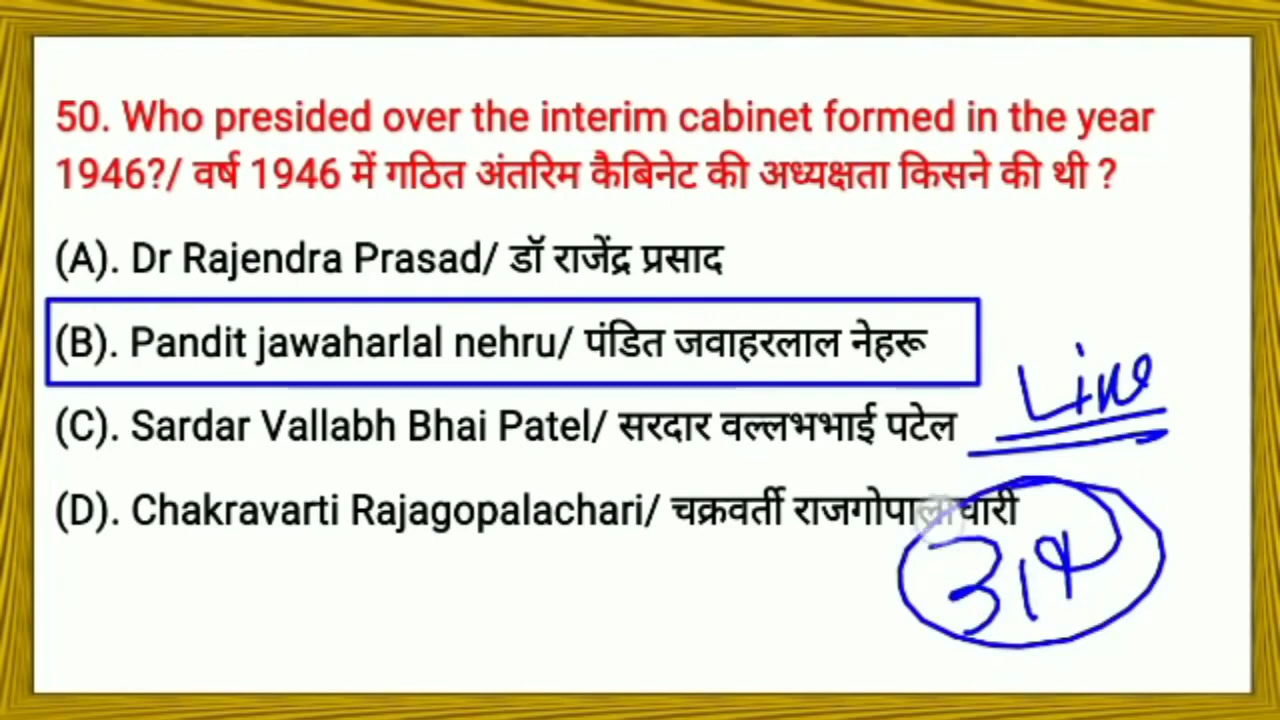 50. Who presided over the interim cabinet formed in the year
1946?/ वर्ष 1946 में गठित अंतरिम कैबिनेट की अध्यक्षता किसने की थी ?
(A). Dr Rajendra Prasad/ डॉ राजेंद्र प्रसाद
(B). Pandit jawaharlal nehru/ पंडित जवाहरलाल नेहरू
(C). Sardar Vallabh Bhai Patel/ सरदार वल्लभभाई पटेल
(D). Chakravarti Rajagopalachari/ चक्रवर्ती राजगोपालाचारी